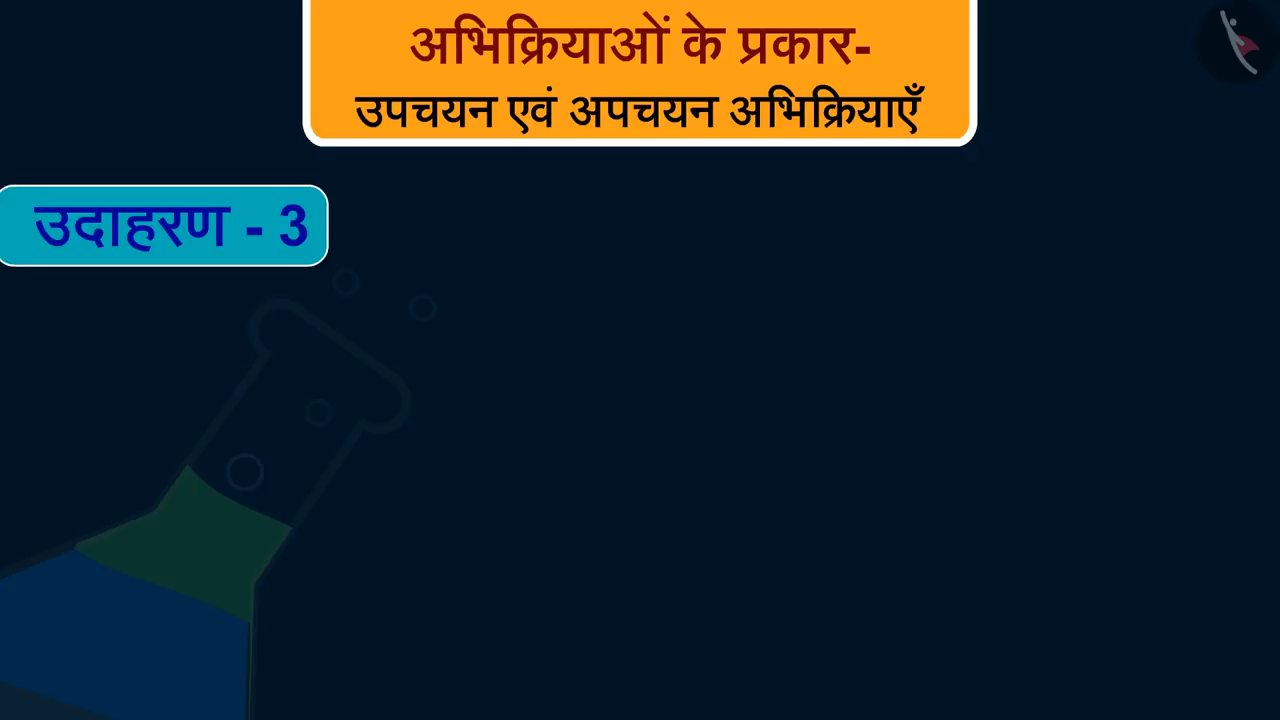 अभिक्रियाओं के प्रकार-
उपचयन एवं अपचयन अभिक्रियाएँ
उदाहरण - 3